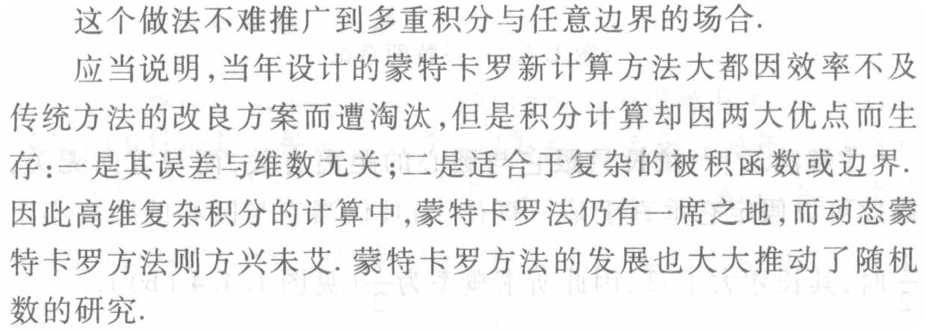 这个做法不难推广到多重积分与任意边界的场合.
应当说明,当年设计的蒙特卡罗新计算方法大都因效率不及
传统方法的改良方案而遭淘汰,但是积分计算却因两大优点而生
存:一是其误差与维数无关;二是适合于复杂的被积函数或边界.
因此高维复杂积分的计算中,蒙特卡罗法仍有一席之地,而动态蒙
特卡罗方法则方兴未艾.蒙特卡罗方法的发展也大大推动了随机
数的研究.